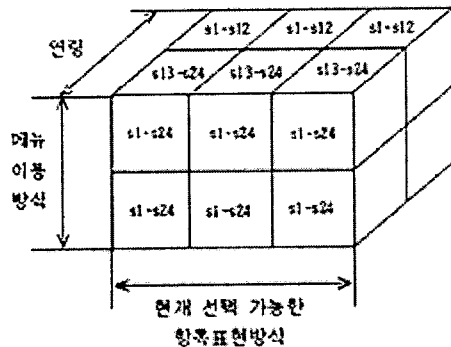 연령
s1-s12 s1-s12 s1-s12
s13-s24 s13-s24 s13-s24
메뉴
이용
방식
s1-s24 s1-s24 s1-s24
s1-s24 s1-s24 s1-s24
현재 선택 가능한
항목표현방식